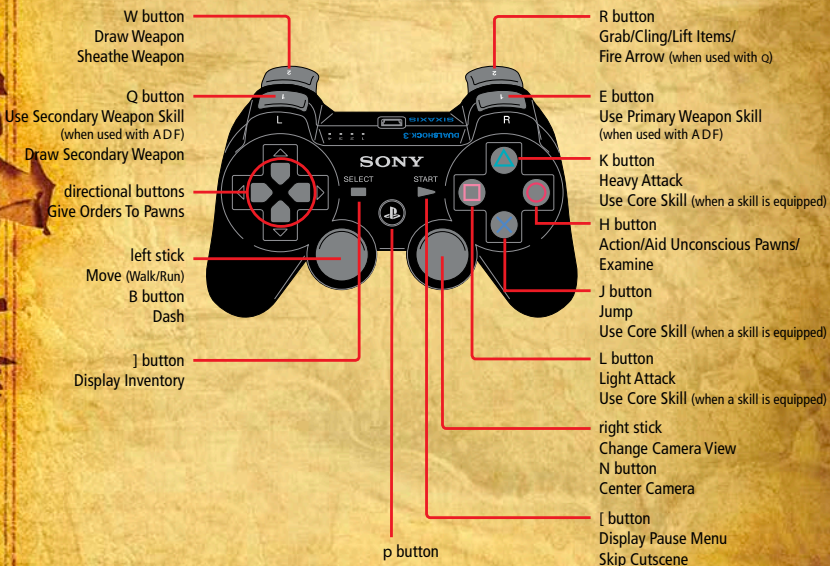 W button
Draw Weapon
Sheathe Weapon
Q button
Use Secondary Weapon Skill
(when used with A D F)
Draw Secondary Weapon
directional buttons
Give Orders To Pawns
left stick
Move (Walk/Run)
B button
Dash
] button
Display Inventory
2
1
L
SIXAXIS
DUALSHOCK 3
SONY
SELECT
START
2
1
R
p button
R button
Grab/Cling/Lift Items/
Fire Arrow (when used with Q)
E button
Use Primary Weapon Skill
(when used with A D F)
K button
Heavy Attack
Use Core Skill (when a skill is equipped)
H button
Action/Aid Unconscious Pawns/
Examine
J button
Jump
Use Core Skill (when a skill is equipped)
L button
Light Attack
Use Core Skill (when a skill is equipped)
right stick
Change Camera View
N button
Center Camera
[ button
Display Pause Menu
Skip Cutscene